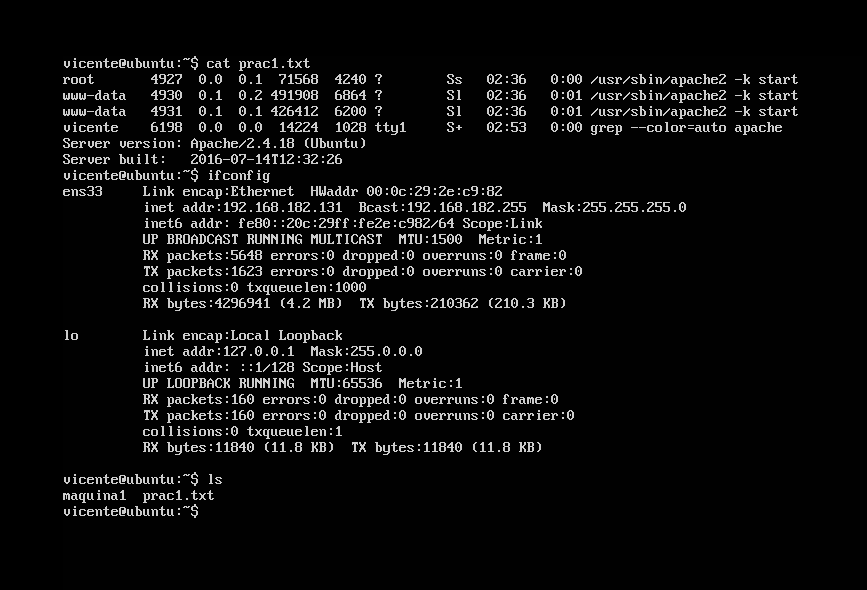 vicente@ubuntu:~$ cat prac1.txt
root       4927  0.0  0.1  71568  4240 ?        Ss   02:36   0:00 /usr/sbin/apache2 -k start
www-data   4930  0.1  0.2 491908  6864 ?        Sl   02:36   0:01 /usr/sbin/apache2 -k start
www-data   4931  0.1  0.1 426412  6200 ?        Sl   02:36   0:01 /usr/sbin/apache2 -k start
vicente    6198  0.0  0.0  14224  1028 tty1     S+   02:53   0:00 grep --color=auto apache
Server version: Apache/2.4.18 (Ubuntu)
Server built:   2016-07-14T12:32:26
vicente@ubuntu:~$ ifconfig
ens33     Link encap:Ethernet  HWaddr 00:0c:29:2e:c9:82
          inet addr:192.168.182.131  Bcast:192.168.182.255  Mask:255.255.255.0
          inet6 addr: fe80::20c:29ff:fe2e:c982/64 Scope:Link
          UP BROADCAST RUNNING MULTICAST  MTU:1500  Metric:1
          RX packets:5648 errors:0 dropped:0 overruns:0 frame:0
          TX packets:1623 errors:0 dropped:0 overruns:0 carrier:0
          collisions:0 txqueuelen:1000
          RX bytes:4296941 (4.2 MB)  TX bytes:210362 (210.3 KB)

lo        Link encap:Local Loopback
          inet addr:127.0.0.1  Mask:255.0.0.0
          inet6 addr: ::1/128 Scope:Host
          UP LOOPBACK RUNNING  MTU:65536  Metric:1
          RX packets:160 errors:0 dropped:0 overruns:0 frame:0
          TX packets:160 errors:0 dropped:0 overruns:0 carrier:0
          collisions:0 txqueuelen:1
          RX bytes:11840 (11.8 KB)  TX bytes:11840 (11.8 KB)

vicente@ubuntu:~$ ls
maquina1  prac1.txt
vicente@ubuntu:~$